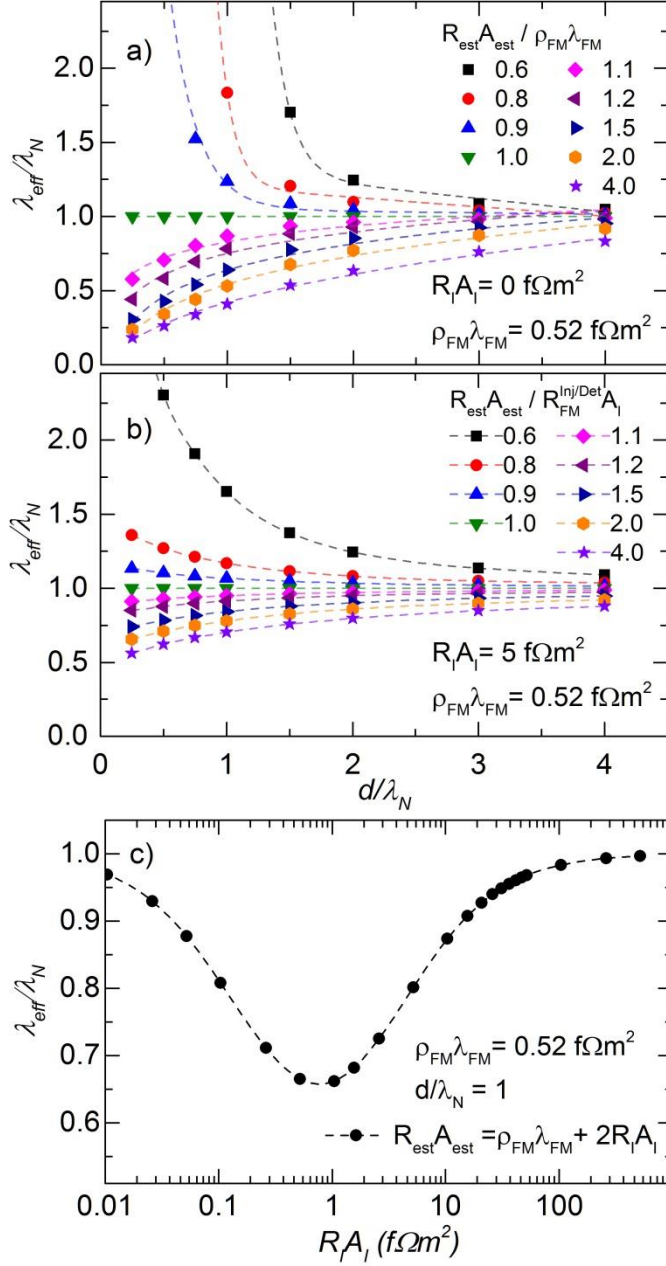 a)
R_est A_est / ρ_FM λ_FM
0.6 1.1
0.8 1.2
0.9 1.5
1.0 2.0
4.0
2.0
1.5
1.0
0.5
0.0
λ_eff/λ_N
R_I A_I = 0 fΩm²
ρ_FM λ_FM = 0.52 fΩm²
b)
R_est A_est / R_FM^Inj/Det A_I
0.6 1.1
0.8 1.2
0.9 1.5
1.0 2.0
4.0
2.0
1.5
1.0
0.5
0.0
λ_eff/λ_N
R_I A_I = 5 fΩm²
ρ_FM λ_FM = 0.52 fΩm²
0 1 2 3 4
d/λ_N
c)
1.0
0.9
0.8
0.7
0.6
λ_eff/λ_N
ρ_FM λ_FM = 0.52 fΩm²
d/λ_N = 1
R_est A_est = ρ_FM λ_FM + 2R_I A_I
0.01 0.1 1 10 100
R_I A_I (fΩm²)